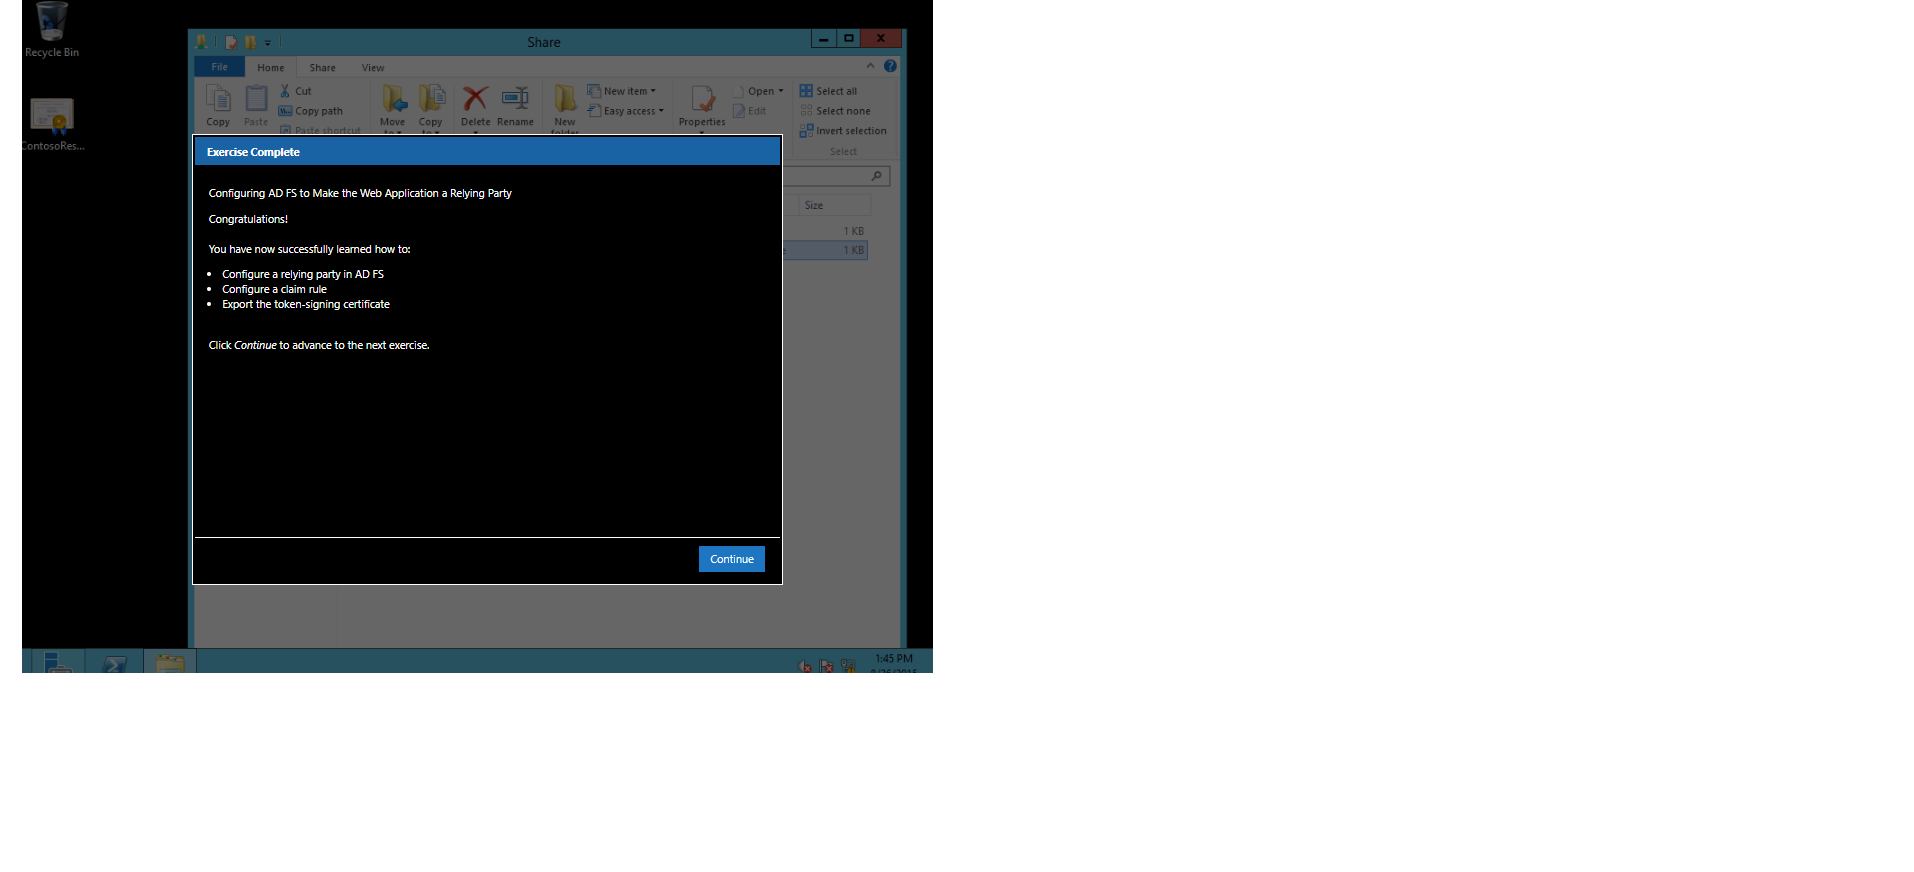 Recycle Bin
ContosoRes...
Share
File Home Share View
Cut
Copy path
Paste shortcut
Copy Paste
Move to
Copy to
Delete Rename
New folder
New item
Easy access
Properties
Open
Edit
Select all
Select none
Invert selection
Select
Size
1 KB
1 KB
Exercise Complete
Configuring AD FS to Make the Web Application a Relying Party
Congratulations!
You have now successfully learned how to:
Configure a relying party in AD FS
Configure a claim rule
Export the token-signing certificate
Click Continue to advance to the next exercise.
Continue
1:45 PM